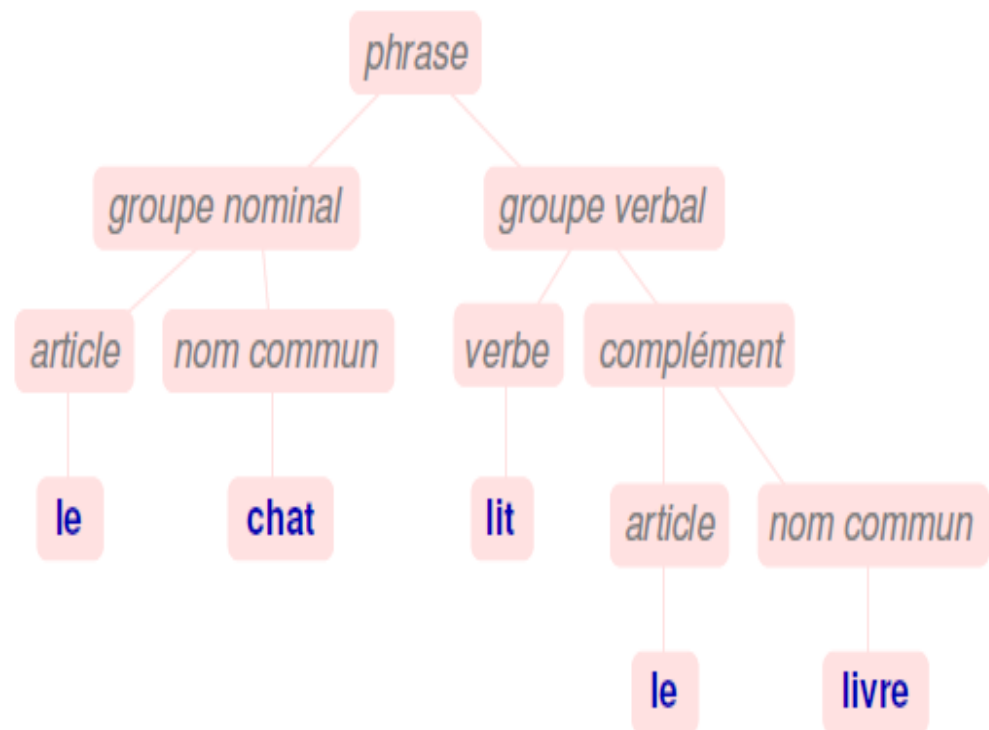 phrase
groupe nominal groupe verbal
article nom commun verbe complément
le chat lit article nom commun
le livre